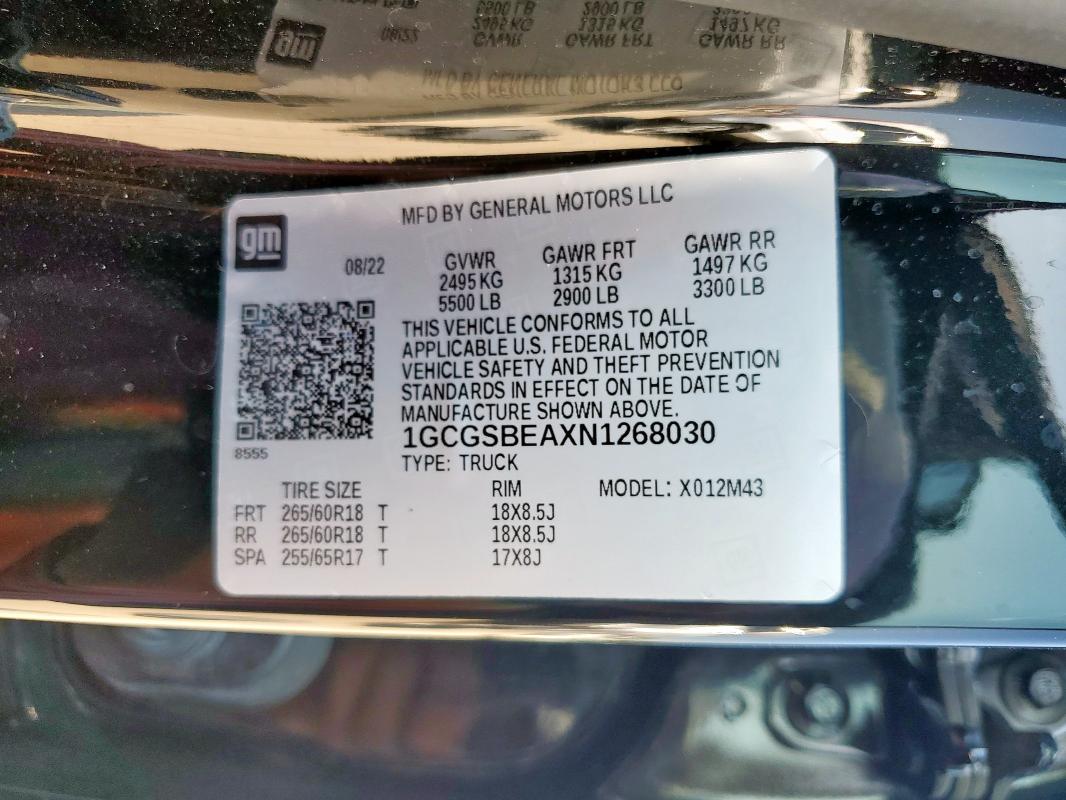 MFD BY GENERAL MOTORS LLC
gm
08/22
GVWR GAWR FRT GAWR RR
2495 KG 1315 KG 1497 KG
5500 LB 2900 LB 3300 LB
THIS VEHICLE CONFORMS TO ALL
APPLICABLE U.S. FEDERAL MOTOR
VEHICLE SAFETY AND THEFT PREVENTION
STANDARDS IN EFFECT ON THE DATE OF
MANUFACTURE SHOWN ABOVE.
1GCGSBEAXN1268030
8555
TYPE: TRUCK
TIRE SIZE RIM MODEL: X012M43
FRT 265/60R18 T 18X8.5J
RR 265/60R18 T 18X8.5J
SPA 255/65R17 T 17X8J